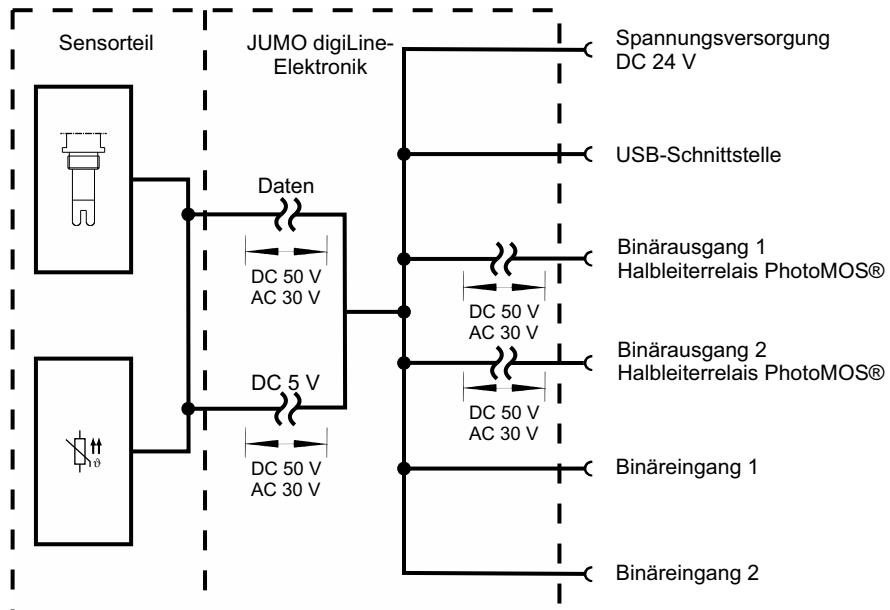 Sensorteil
JUMO digiLine-
Elektronik
Spannungsversorgung
DC 24 V
USB-Schnittstelle
Daten
DC 50 V
AC 30 V
Binärausgang 1
Halbleiterrelais PhotoMOS®
DC 50 V
AC 30 V
Binärausgang 2
Halbleiterrelais PhotoMOS®
DC 50 V
AC 30 V
DC 5 V
DC 50 V
AC 30 V
ϑ
Binäreingang 1
Binäreingang 2